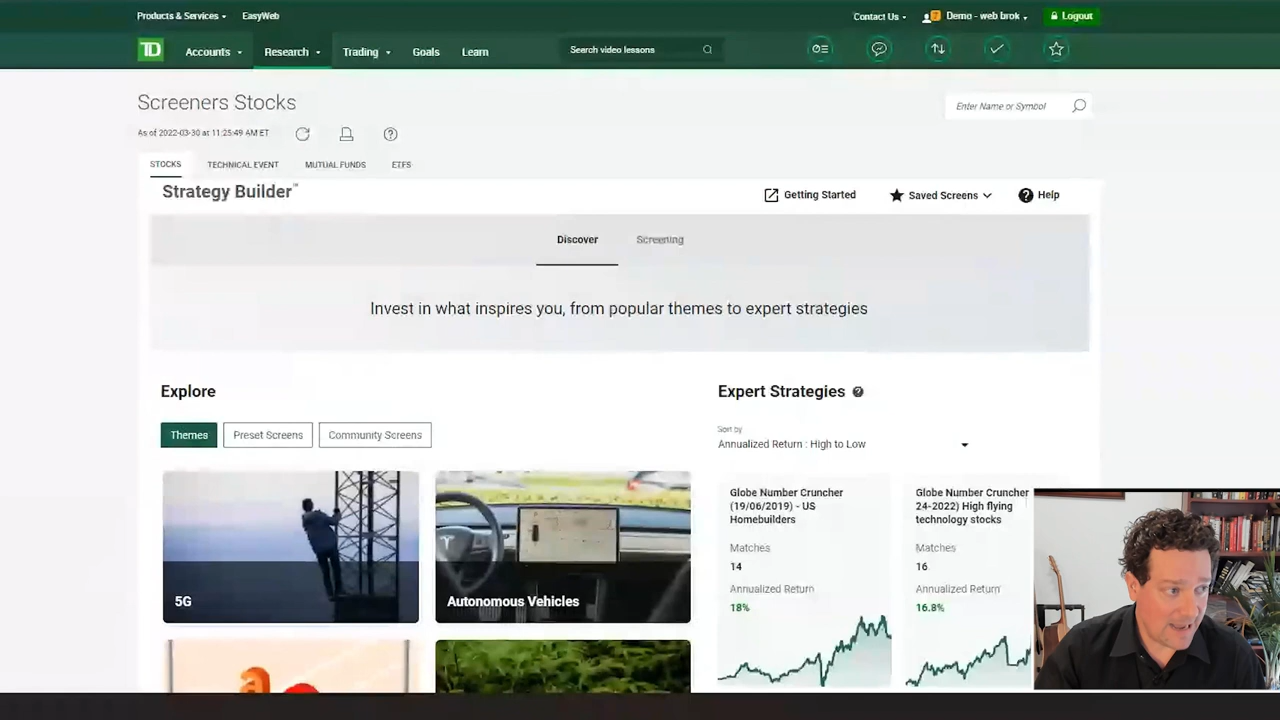 Products & Services
EasyWeb
Contact Us
Demo - web brok
Logout
TD
Accounts
Research
Trading
Goals
Learn
Search video lessons
Screeners Stocks
Enter Name or Symbol
As of 2022-03-30 at 11:25:49 AM ET
STOCKS
TECHNICAL EVENT
MUTUAL FUNDS
ETFS
Strategy Builder™
Getting Started
Saved Screens
Help
Discover
Screening
Invest in what inspires you, from popular themes to expert strategies
Explore
Themes
Preset Screens
Community Screens
5G
Autonomous Vehicles
Expert Strategies
Sort by
Annualized Return : High to Low
Globe Number Cruncher
(19/06/2019) - US
Homebuilders
Matches
14
Annualized Return
18%
Globe Number Cruncher
24-2022) High flying
technology stocks
Matches
16
Annualized Return
16.8%